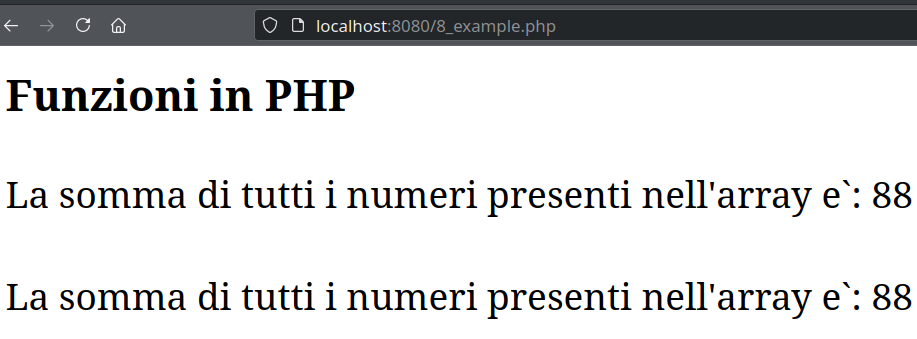 localhost:8080/8_example.php
Funzioni in PHP
La somma di tutti i numeri presenti nell'array e`: 88
La somma di tutti i numeri presenti nell'array e`: 88